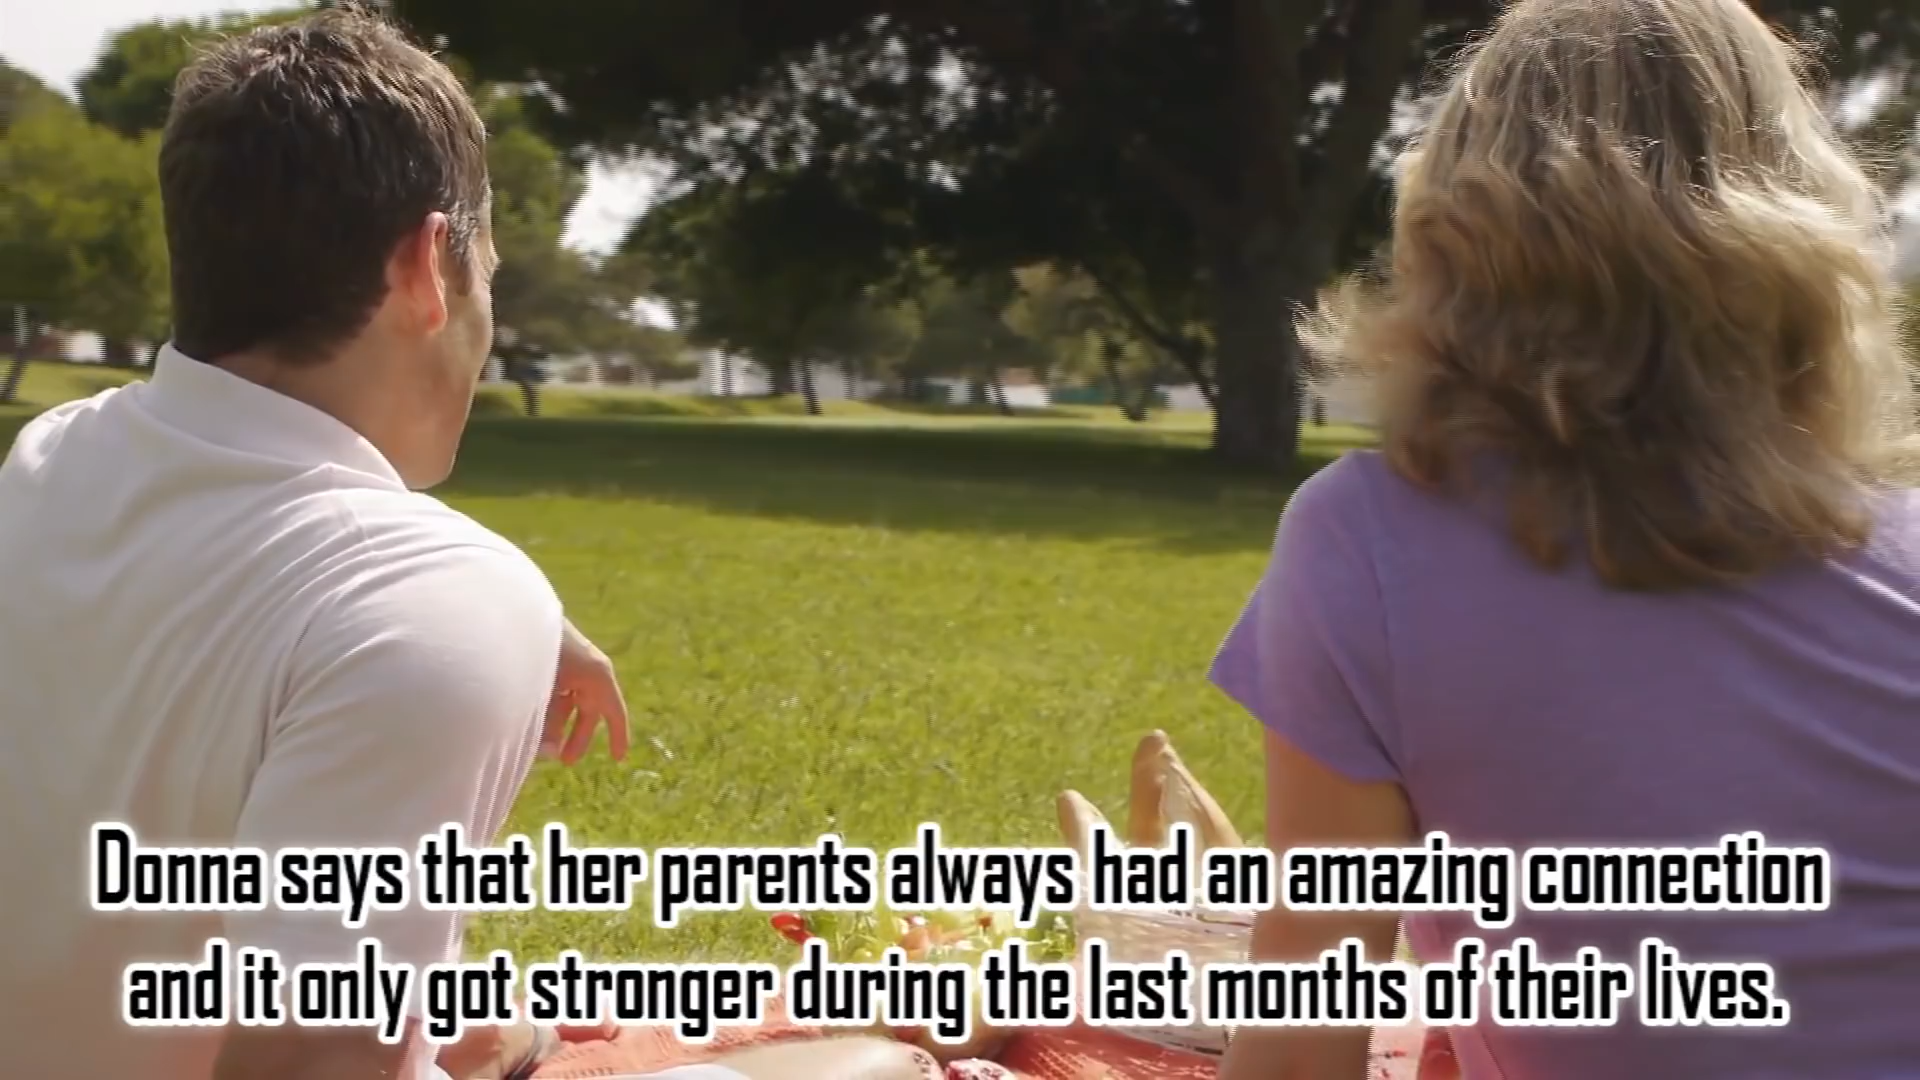 Donna says that her parents always had an amazing connection
and it only got stronger during the last months of their lives.